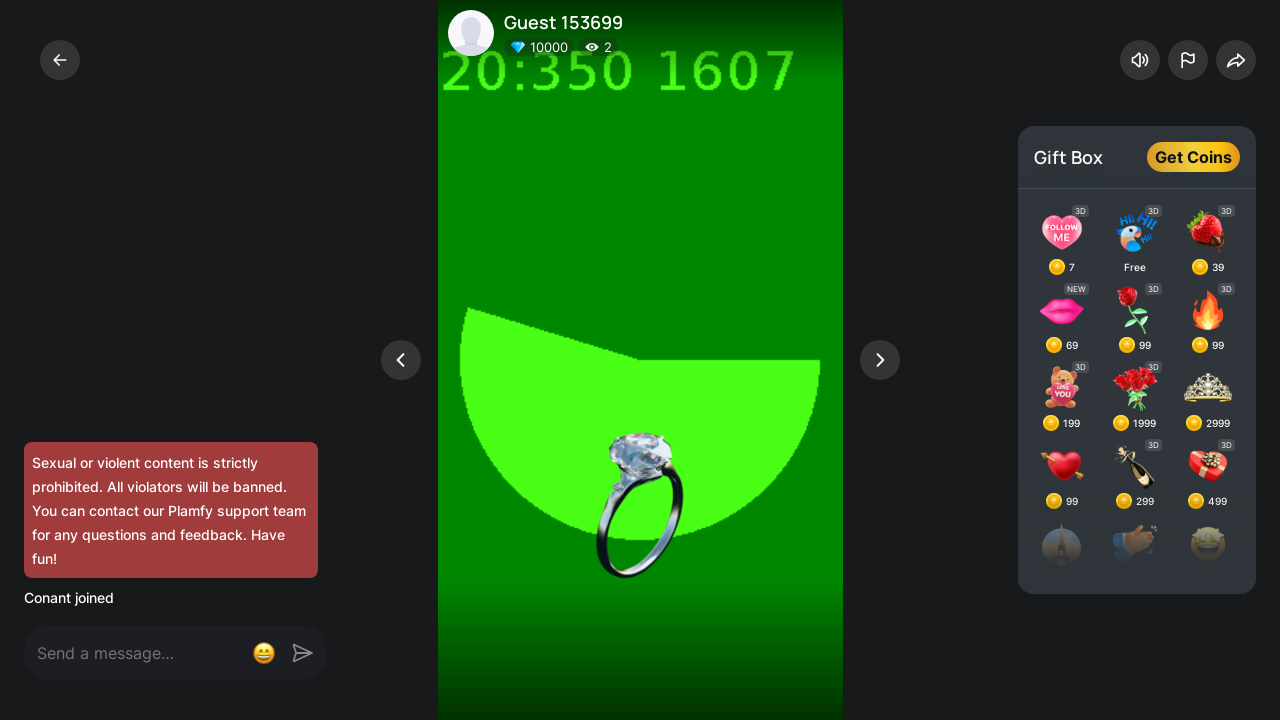 Guest 153699
10000 2
20:350 1607
Gift Box
Get Coins
3D 3D 3D
FOLLOW
ME
Hi! Hi! Hi!
7 Free 39
NEW 3D 3D
69 99 99
3D 3D
LOVE
YOU
199 1999 2999
3D 3D
99 299 499
Sexual or violent content is strictly
prohibited. All violators will be banned.
You can contact our Plamfy support team
for any questions and feedback. Have
fun!
Conant joined
Send a message...